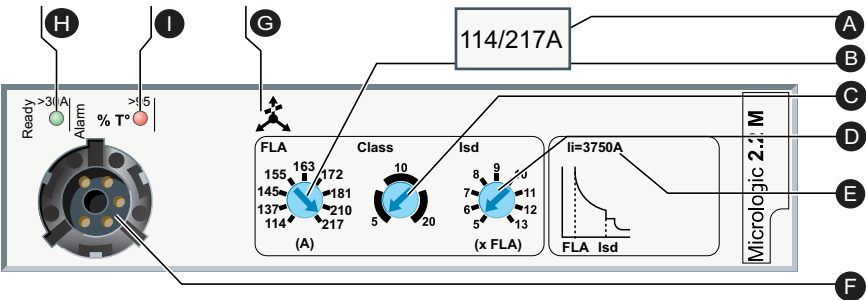 H I G A
114/217A
B
C
D
E
F
Ready >30A Alarm
>95
% T°
FLA
163
155 172
145 181
137 210
114 217
(A)
Class
10
5 20
Isd
9
8 10
7 11
6 12
5 13
(x FLA)
Ii=3750A
FLA Isd
Micrologic 2.2 M